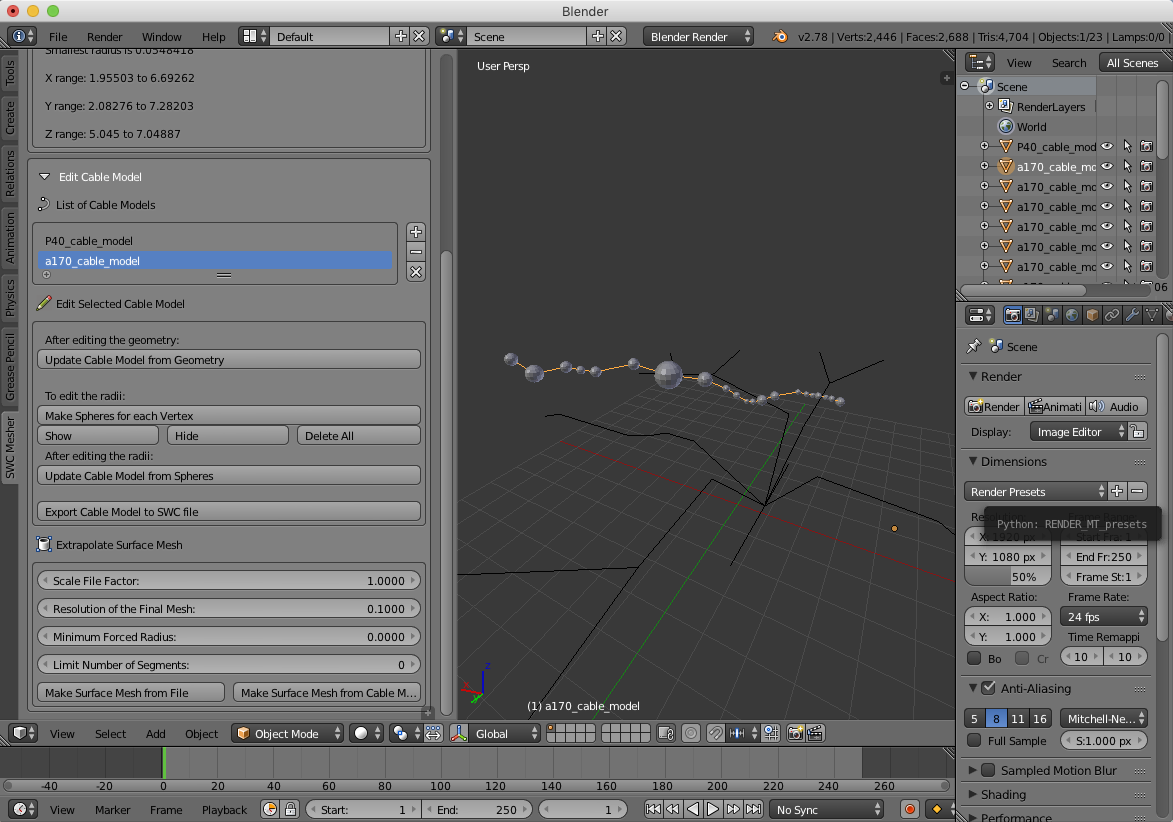 Blender
File Render Window Help Default Scene Blender Render v2.78 | Verts:2,446 | Faces:2,688 | Tris:4,704 | Objects:1/23 | Lamps:0/0
Tools
Create
Relations
Animation
Physics
Grease Pencil
SWC Mesher
Smallest radius is 0.0548418
X range: 1.95503 to 6.69262
Y range: 2.08276 to 7.28203
Z range: 5.045 to 7.04887
Edit Cable Model
List of Cable Models
P40_cable_model
a170_cable_model
Edit Selected Cable Model
After editing the geometry:
Update Cable Model from Geometry
To edit the radii:
Make Spheres for each Vertex
Show Hide Delete All
After editing the radii:
Update Cable Model from Spheres
Export Cable Model to SWC file
Extrapolate Surface Mesh
Scale File Factor: 1.0000
Resolution of the Final Mesh: 0.1000
Minimum Forced Radius: 0.0000
Limit Number of Segments: 0
Make Surface Mesh from File Make Surface Mesh from Cable M...
User Persp
z
x
y
(1) a170_cable_model
View Select Add Object Object Mode Global
-40 -20 0 20 40 60 80 100 120 140 160 180 200 220 240 260
View Marker Frame Playback Start: 1 End: 250 1 No Sync
View Search All Scenes
Scene
RenderLayers
World
P40_cable_mod
a170_cable_mo
a170_cable_mo
a170_cable_mo
a170_cable_mo
a170_cable_mo
a170_cable_mo
06
Scene
Render
Render Animati Audio
Display: Image Editor
Dimensions
Render Presets
Python: RENDER_MT_presets
X: 1920 px Start Fra: 1
Y: 1080 px End Fr:250
50% Frame St:1
Aspect Ratio: Frame Rate:
X: 1.000 24 fps
Y: 1.000 Time Remappi
Bo Cr 10 10
Anti-Aliasing
5 8 11 16 Mitchell-Ne...
Full Sample S:1.000 px
Sampled Motion Blur
Shading
Performance